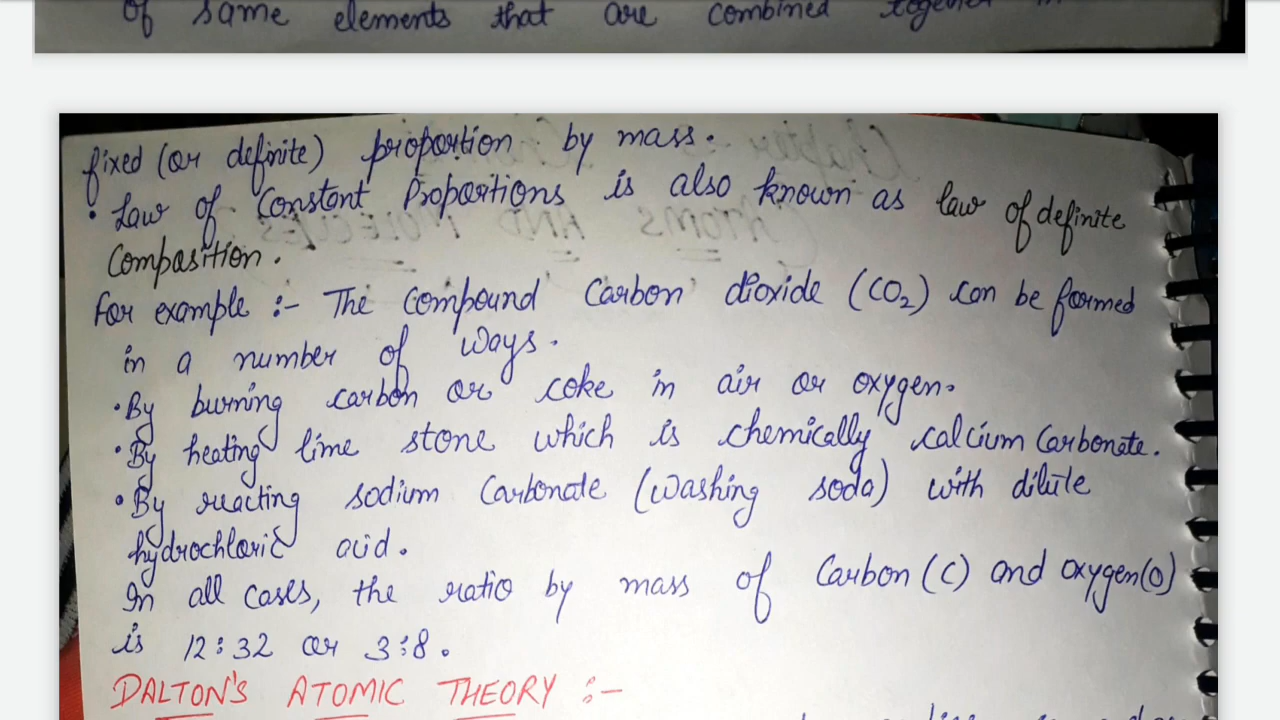 of same elements that are combined together in
fixed (or definite) proportion by mass.
• Law of Constant Proportions is also known as law of definite
Composition.
For example :- The compound Carbon dioxide (CO₂) can be formed
in a number of ways.
• By burning carbon or coke in air or oxygen.
• By heating lime stone which is chemically calcium Carbonate.
• By reacting sodium Carbonate (washing soda) with dilute
hydrochloric acid.
In all cases, the ratio by mass of Carbon (C) and oxygen(O)
is 12:32 or 3:8.
DALTON'S ATOMIC THEORY :-